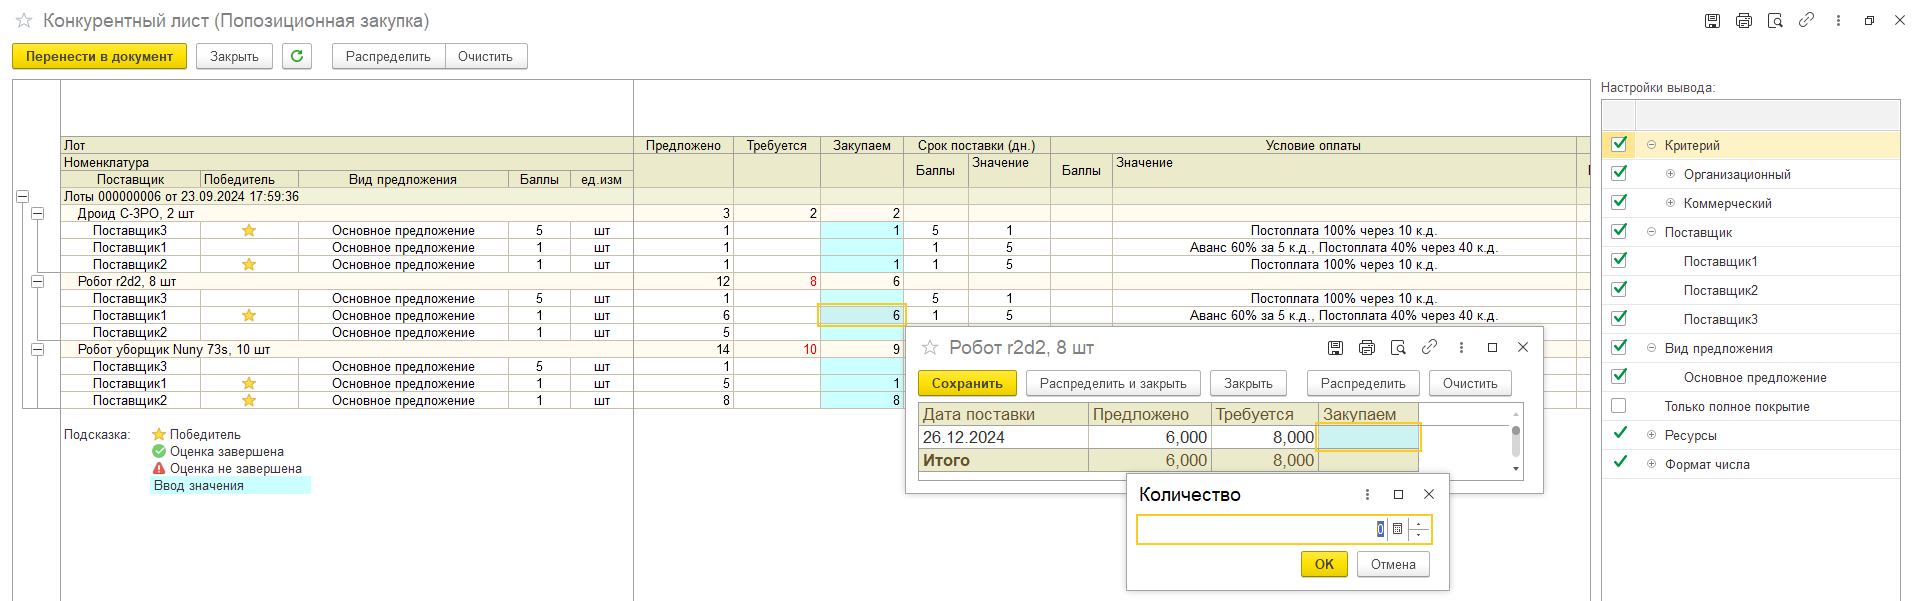 Конкурентный лист (Попозиционная закупка)
Перенести в документ Закрыть Распределить Очистить
Настройки вывода:
Лот Предложено Требуется Закупаем Срок поставки (дн.) Условие оплаты
Номенклатура Баллы Значение Баллы Значение
Поставщик Победитель Вид предложения Баллы ед.изм
Лоты 000000006 от 23.09.2024 17:59:36
Дроид C-3PO, 2 шт 3 2 2
Поставщик3 Основное предложение 5 шт 1 1 5 1 Постоплата 100% через 10 к.д.
Поставщик1 Основное предложение 1 шт 1 1 5 Аванс 60% за 5 к.д., Постоплата 40% через 40 к.д.
Поставщик2 Основное предложение 1 шт 1 1 1 5 Постоплата 100% через 10 к.д.
Робот r2d2, 8 шт 12 8 6
Поставщик3 Основное предложение 5 шт 1 5 1 Постоплата 100% через 10 к.д.
Поставщик1 Основное предложение 1 шт 6 6 1 5 Аванс 60% за 5 к.д., Постоплата 40% через 40 к.д.
Поставщик2 Основное предложение 1 шт 5
Робот уборщик Nuny 73s, 10 шт 14 10 9
Поставщик3 Основное предложение 5 шт 1
Поставщик1 Основное предложение 1 шт 5 1
Поставщик2 Основное предложение 1 шт 8 8
Подсказка: Победитель
Оценка завершена
Оценка не завершена
Ввод значения
Робот r2d2, 8 шт
Сохранить Распределить и закрыть Закрыть Распределить Очистить
Дата поставки Предложено Требуется Закупаем
26.12.2024 6,000 8,000
Итого 6,000 8,000
Количество
0
ОК Отмена
Критерий
Организационный
Коммерческий
Поставщик
Поставщик1
Поставщик2
Поставщик3
Вид предложения
Основное предложение
Только полное покрытие
Ресурсы
Формат числа